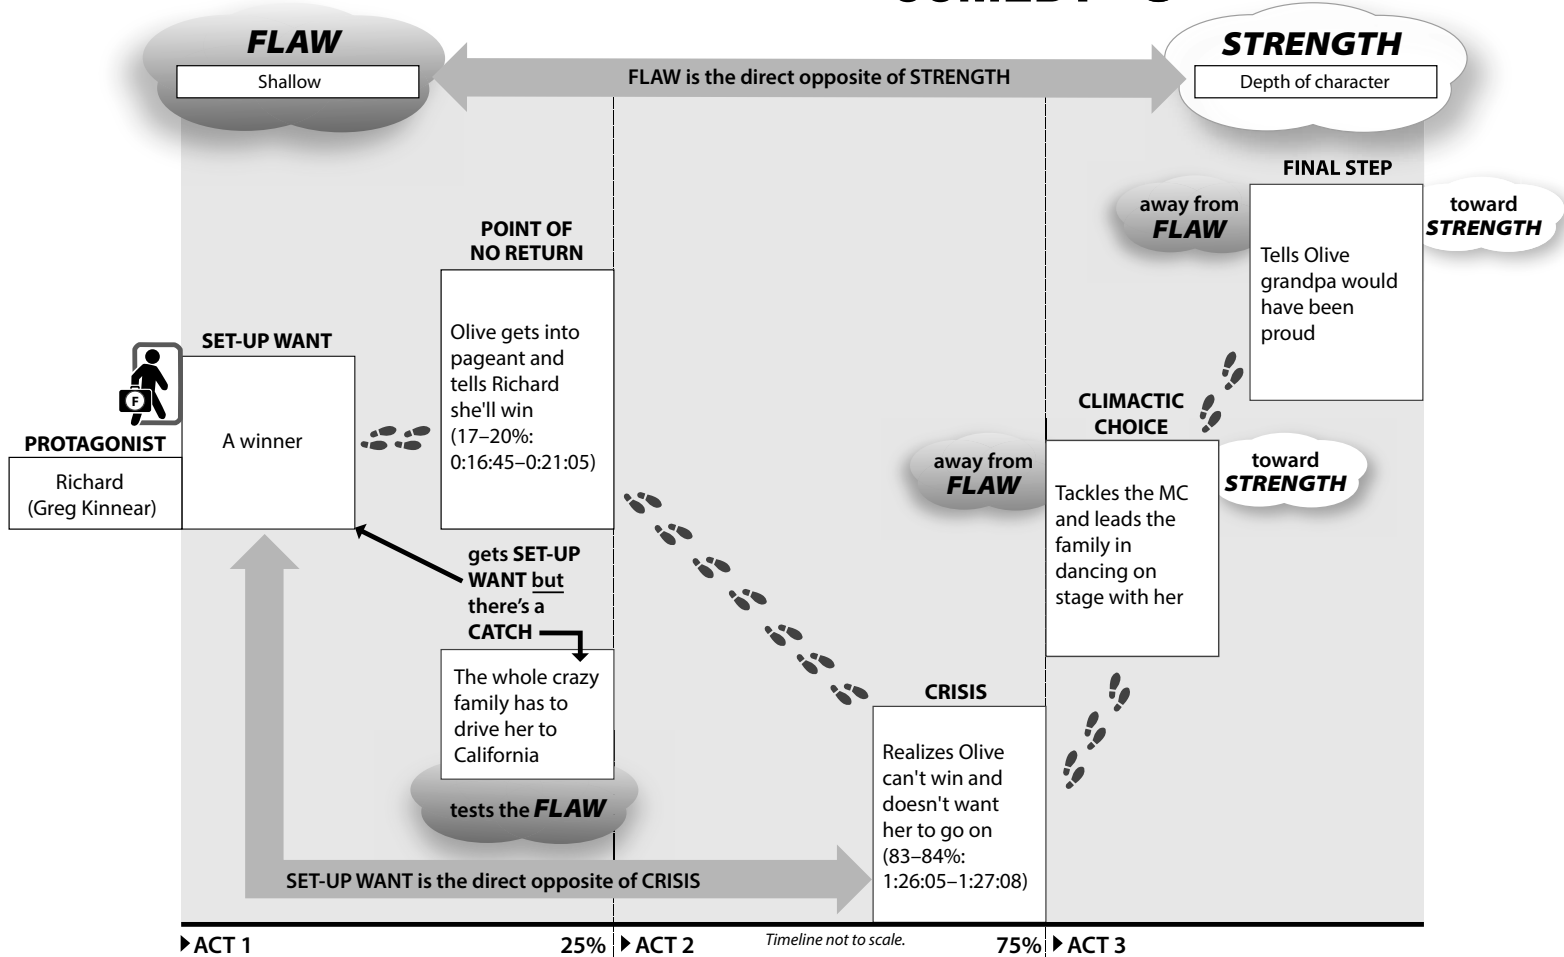 FLAW
Shallow
FLAW is the direct opposite of STRENGTH
STRENGTH
Depth of character
FINAL STEP
away from
FLAW
Tells Olive
grandpa would
have been
proud
toward
STRENGTH
POINT OF
NO RETURN
Olive gets into
pageant and
tells Richard
she'll win
(17–20%:
0:16:45–0:21:05)
SET-UP WANT
A winner
F
PROTAGONIST
Richard
(Greg Kinnear)
gets SET-UP
WANT but
there's a
CATCH
The whole crazy
family has to
drive her to
California
tests the FLAW
CLIMACTIC
CHOICE
away from
FLAW
Tackles the MC
and leads the
family in
dancing on
stage with her
toward
STRENGTH
CRISIS
Realizes Olive
can't win and
doesn't want
her to go on
(83–84%:
1:26:05–1:27:08)
SET-UP WANT is the direct opposite of CRISIS
ACT 1
25%
ACT 2
Timeline not to scale.
75%
ACT 3